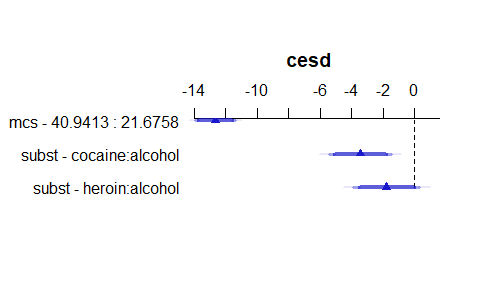 cesd
-14 -10 -6 -4 -2 0
mcs - 40.9413 : 21.6758
subst - cocaine:alcohol
subst - heroin:alcohol